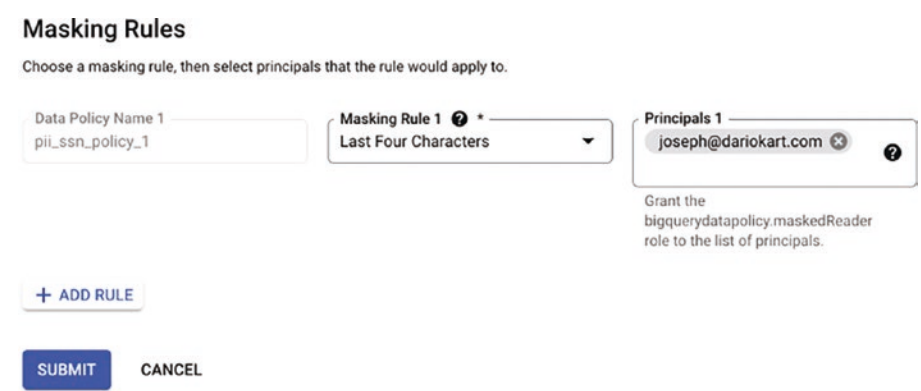 Masking Rules
Choose a masking rule, then select principals that the rule would apply to.
Data Policy Name 1
pii_ssn_policy_1
Masking Rule 1 ? *
Last Four Characters
Principals 1
joseph@dariokart.com
?
Grant the
bigquerydatapolicy.maskedReader
role to the list of principals.
+ ADD RULE
SUBMIT CANCEL